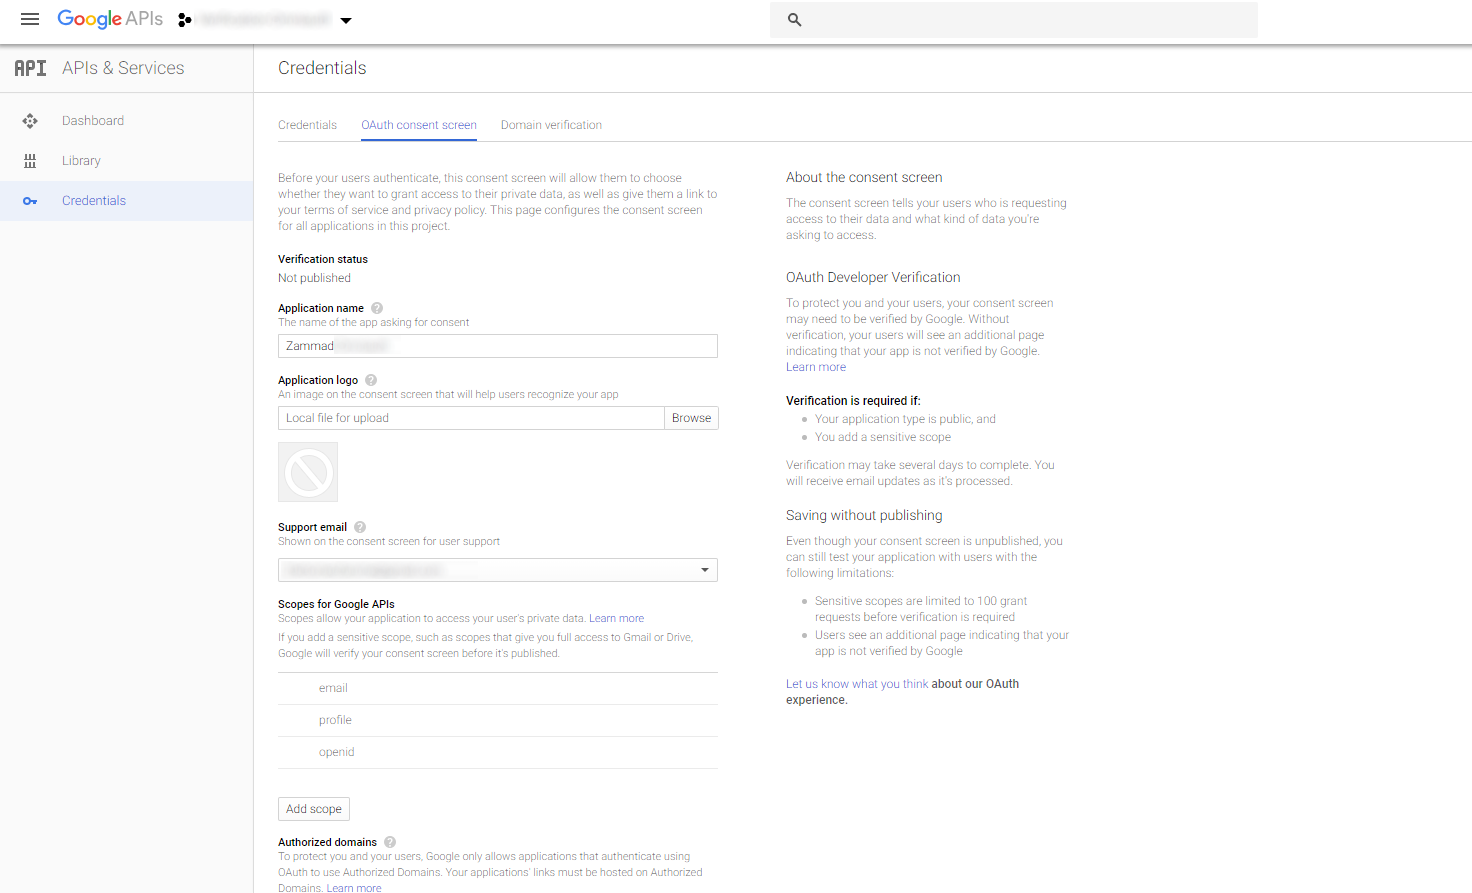 Google APIs
API APIs & Services
Credentials
Dashboard
Library
Credentials
Credentials
OAuth consent screen
Domain verification
Before your users authenticate, this consent screen will allow them to choose
whether they want to grant access to their private data, as well as give them a link to
your terms of service and privacy policy. This page configures the consent screen
for all applications in this project.
Verification status
Not published
Application name ?
The name of the app asking for consent
Zammad
Application logo ?
An image on the consent screen that will help users recognize your app
Local file for upload
Browse
Support email ?
Shown on the consent screen for user support
Scopes for Google APIs
Scopes allow your application to access your user's private data. Learn more
If you add a sensitive scope, such as scopes that give you full access to Gmail or Drive,
Google will verify your consent screen before it's published.
email
profile
openid
Add scope
Authorized domains ?
To protect you and your users, Google only allows applications that authenticate using
OAuth to use Authorized Domains. Your applications' links must be hosted on Authorized
Domains. Learn more
About the consent screen
The consent screen tells your users who is requesting
access to their data and what kind of data you're
asking to access.
OAuth Developer Verification
To protect you and your users, your consent screen
may need to be verified by Google. Without
verification, your users will see an additional page
indicating that your app is not verified by Google.
Learn more
Verification is required if:
Your application type is public, and
You add a sensitive scope
Verification may take several days to complete. You
will receive email updates as it's processed.
Saving without publishing
Even though your consent screen is unpublished, you
can still test your application with users with the
following limitations:
Sensitive scopes are limited to 100 grant
requests before verification is required
Users see an additional page indicating that your
app is not verified by Google
Let us know what you think about our OAuth
experience.